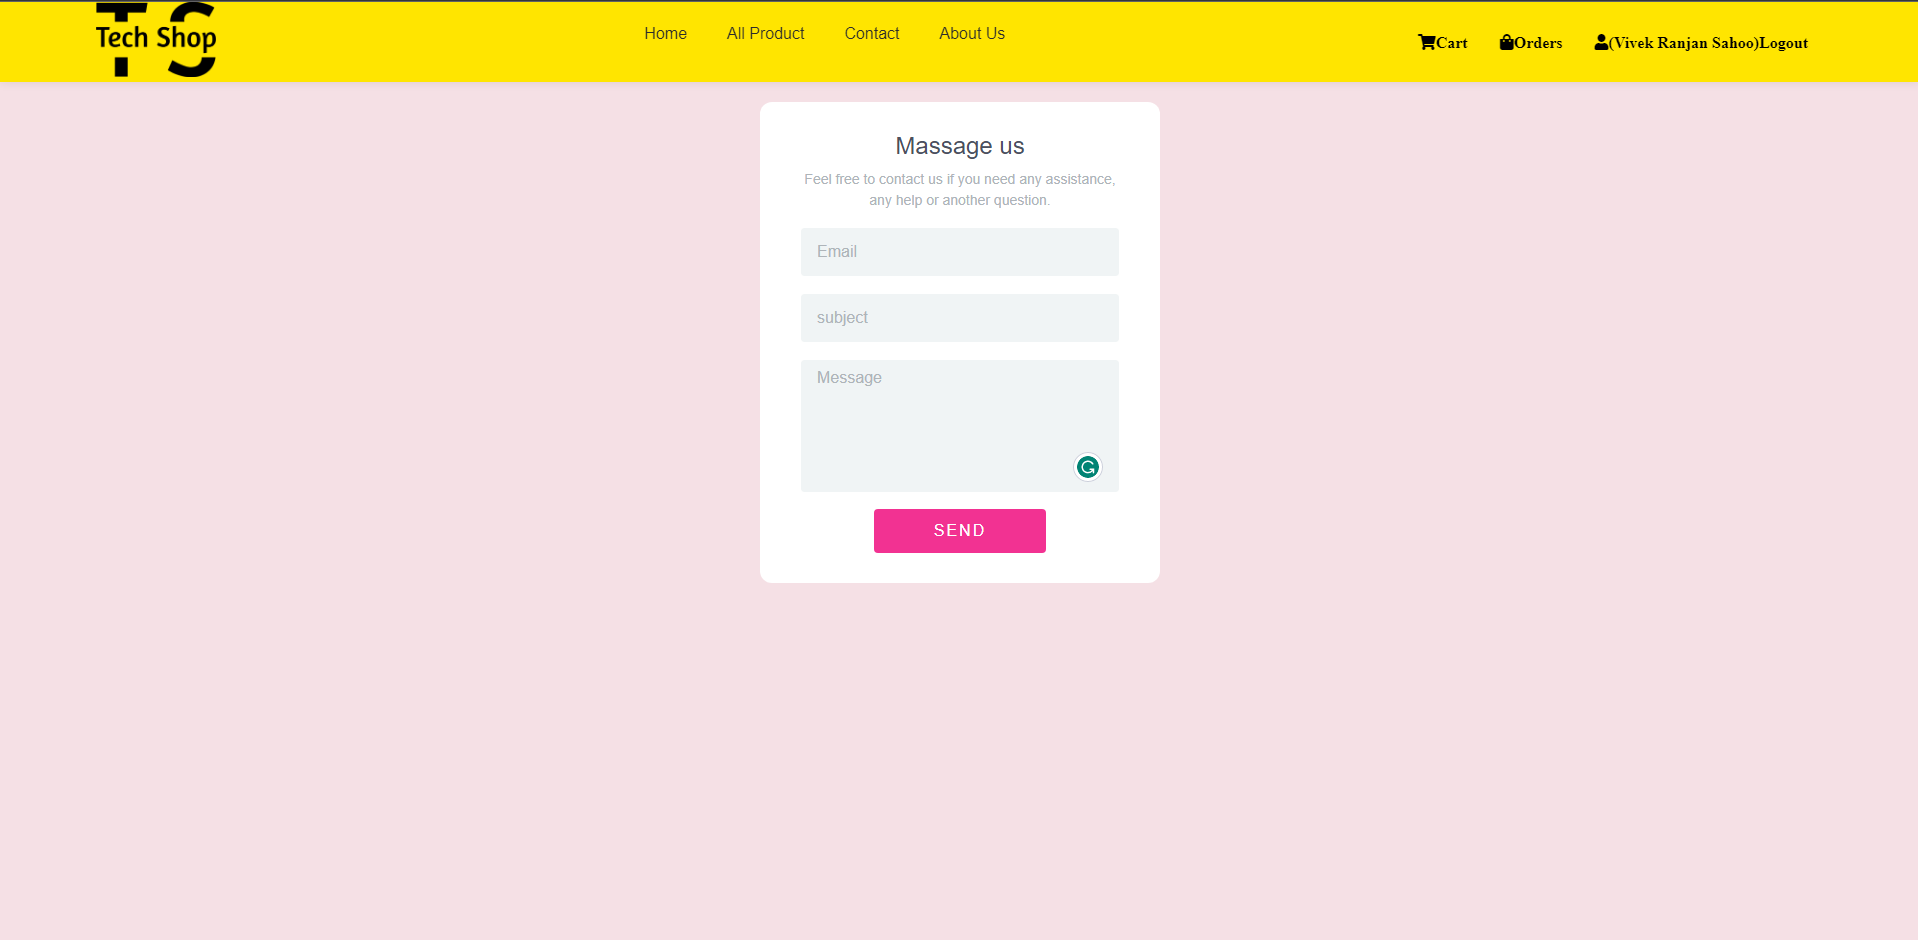 TS
Tech Shop
Home All Product Contact About Us
Cart Orders (Vivek Ranjan Sahoo)Logout
Massage us
Feel free to contact us if you need any assistance,
any help or another question.
Email
subject
Message
SEND